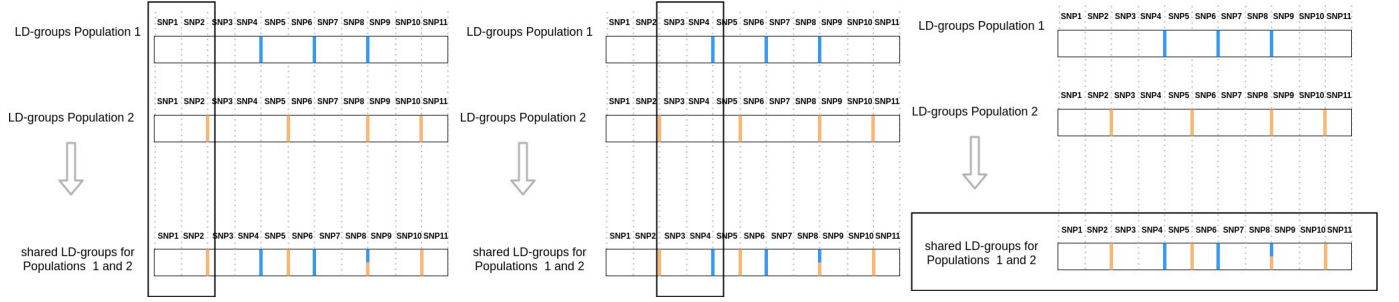 SNP1 SNP2 SNP3 SNP4 SNP5 SNP6 SNP7 SNP8 SNP9 SNP10 SNP11
LD-groups Population 1
SNP1 SNP2 SNP3 SNP4 SNP5 SNP6 SNP7 SNP8 SNP9 SNP10 SNP11
LD-groups Population 2
SNP1 SNP2 SNP3 SNP4 SNP5 SNP6 SNP7 SNP8 SNP9 SNP10 SNP11
shared LD-groups for
Populations 1 and 2
SNP1 SNP2 SNP3 SNP4 SNP5 SNP6 SNP7 SNP8 SNP9 SNP10 SNP11
LD-groups Population 1
SNP1 SNP2 SNP3 SNP4 SNP5 SNP6 SNP7 SNP8 SNP9 SNP10 SNP11
LD-groups Population 2
SNP1 SNP2 SNP3 SNP4 SNP5 SNP6 SNP7 SNP8 SNP9 SNP10 SNP11
shared LD-groups for
Populations 1 and 2
SNP1 SNP2 SNP3 SNP4 SNP5 SNP6 SNP7 SNP8 SNP9 SNP10 SNP11
LD-groups Population 1
SNP1 SNP2 SNP3 SNP4 SNP5 SNP6 SNP7 SNP8 SNP9 SNP10 SNP11
LD-groups Population 2
SNP1 SNP2 SNP3 SNP4 SNP5 SNP6 SNP7 SNP8 SNP9 SNP10 SNP11
shared LD-groups for
Populations 1 and 2